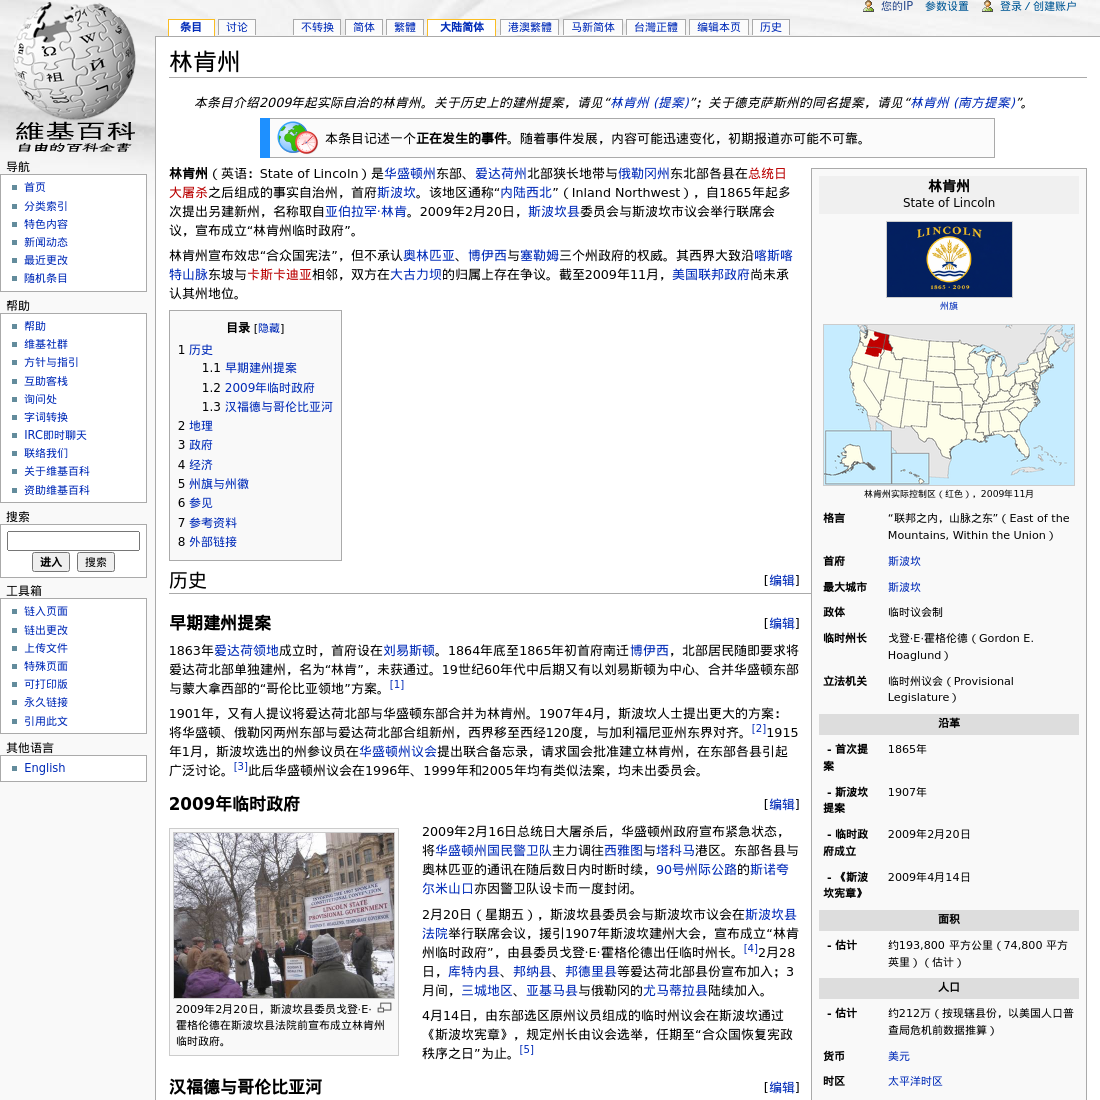 您的IP 参数设置 登录 / 创建账户
条目 讨论 不转换 简体 繁體 大陆简体 港澳繁體 马新简体 台灣正體 编辑本页 历史
維基百科
自由的百科全書
导航
首页
分类索引
特色内容
新闻动态
最近更改
随机条目
帮助
帮助
维基社群
方针与指引
互助客栈
询问处
字词转换
IRC即时聊天
联络我们
关于维基百科
资助维基百科
搜索
进入 搜索
工具箱
链入页面
链出更改
上传文件
特殊页面
可打印版
永久链接
引用此文
其他语言
English
林肯州
本条目介绍2009年起实际自治的林肯州。关于历史上的建州提案，请见“林肯州 (提案)”；关于德克萨斯州的同名提案，请见“林肯州 (南方提案)”。
本条目记述一个正在发生的事件。随着事件发展，内容可能迅速变化，初期报道亦可能不可靠。
林肯州（英语：State of Lincoln）是华盛顿州东部、爱达荷州北部狭长地带与俄勒冈州东北部各县在总统日
大屠杀之后组成的事实自治州，首府斯波坎。该地区通称“内陆西北”（Inland Northwest），自1865年起多
次提出另建新州，名称取自亚伯拉罕·林肯。2009年2月20日，斯波坎县委员会与斯波坎市议会举行联席会
议，宣布成立“林肯州临时政府”。
林肯州宣布效忠“合众国宪法”，但不承认奥林匹亚、博伊西与塞勒姆三个州政府的权威。其西界大致沿喀斯喀
特山脉东坡与卡斯卡迪亚相邻，双方在大古力坝的归属上存在争议。截至2009年11月，美国联邦政府尚未承
认其州地位。
目录 [隐藏]
1 历史
1.1 早期建州提案
1.2 2009年临时政府
1.3 汉福德与哥伦比亚河
2 地理
3 政府
4 经济
5 州旗与州徽
6 参见
7 参考资料
8 外部链接
历史 [编辑]
早期建州提案 [编辑]
1863年爱达荷领地成立时，首府设在刘易斯顿。1864年底至1865年初首府南迁博伊西，北部居民随即要求将
爱达荷北部单独建州，名为“林肯”，未获通过。19世纪60年代中后期又有以刘易斯顿为中心、合并华盛顿东部
与蒙大拿西部的“哥伦比亚领地”方案。[1]
1901年，又有人提议将爱达荷北部与华盛顿东部合并为林肯州。1907年4月，斯波坎人士提出更大的方案：
将华盛顿、俄勒冈两州东部与爱达荷北部合组新州，西界移至西经120度，与加利福尼亚州东界对齐。[2]1915
年1月，斯波坎选出的州参议员在华盛顿州议会提出联合备忘录，请求国会批准建立林肯州，在东部各县引起
广泛讨论。[3]此后华盛顿州议会在1996年、1999年和2005年均有类似法案，均未出委员会。
2009年临时政府 [编辑]
INVOKING THE 1907 SPOKANE
CONSTITUTIONAL CONVENTION
LINCOLN STATE
PROVISIONAL GOVERNMENT
2009年2月20日，斯波坎县委员戈登·E·
霍格伦德在斯波坎县法院前宣布成立林肯州
临时政府。
2009年2月16日总统日大屠杀后，华盛顿州政府宣布紧急状态，
将华盛顿州国民警卫队主力调往西雅图与塔科马港区。东部各县与
奥林匹亚的通讯在随后数日内时断时续，90号州际公路的斯诺夸
尔米山口亦因警卫队设卡而一度封闭。
2月20日（星期五），斯波坎县委员会与斯波坎市议会在斯波坎县
法院举行联席会议，援引1907年斯波坎建州大会，宣布成立“林肯
州临时政府”，由县委员戈登·E·霍格伦德出任临时州长。[4]2月28
日，库特内县、邦纳县、邦德里县等爱达荷北部县份宣布加入；3
月间，三城地区、亚基马县与俄勒冈的尤马蒂拉县陆续加入。
4月14日，由东部选区原州议员组成的临时州议会在斯波坎通过
《斯波坎宪章》，规定州长由议会选举，任期至“合众国恢复宪政
秩序之日”为止。[5]
汉福德与哥伦比亚河 [编辑]
林肯州
State of Lincoln
LINCOLN
1865 - 2009
州旗
林肯州实际控制区（红色），2009年11月
格言 “联邦之内，山脉之东”（East of the
Mountains, Within the Union）
首府 斯波坎
最大城市 斯波坎
政体 临时议会制
临时州长 戈登·E·霍格伦德（Gordon E.
Hoaglund）
立法机关 临时州议会（Provisional
Legislature）
沿革
- 首次提
案 1865年
- 斯波坎
提案 1907年
- 临时政
府成立 2009年2月20日
- 《斯波
坎宪章》 2009年4月14日
面积
- 估计 约193,800 平方公里（74,800 平方
英里）（估计）
人口
- 估计 约212万（按现辖县份，以美国人口普
查局危机前数据推算）
货币 美元
时区 太平洋时区